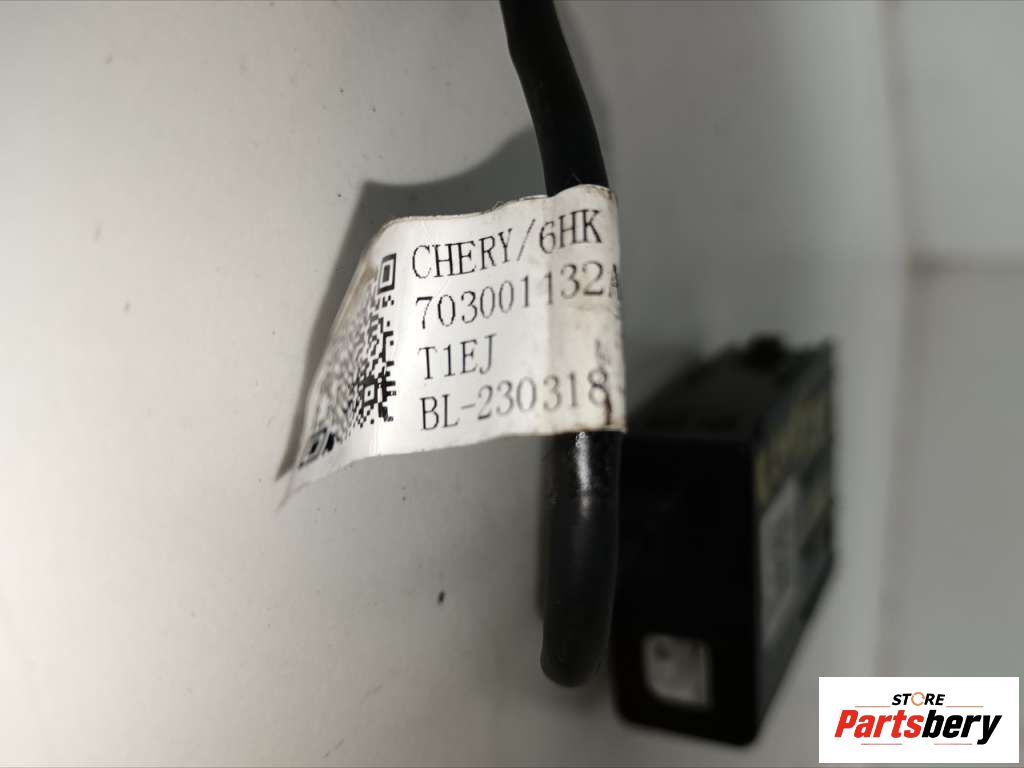 CHERY/6HK
703001132A
T1EJ
BL-230318
STORE
Partsbery